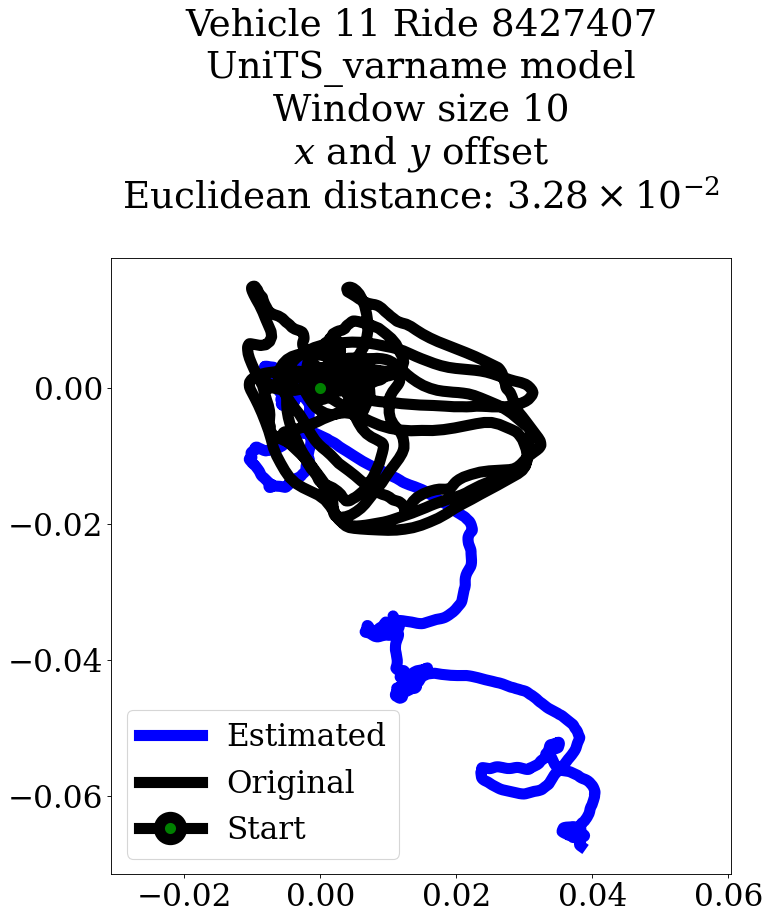 Vehicle 11 Ride 8427407
UniTS_varname model
Window size 10
x and y offset
Euclidean distance: 3.28 × 10⁻²
0.00
−0.02
−0.04
−0.06
Estimated
Original
Start
−0.02 0.00 0.02 0.04 0.06